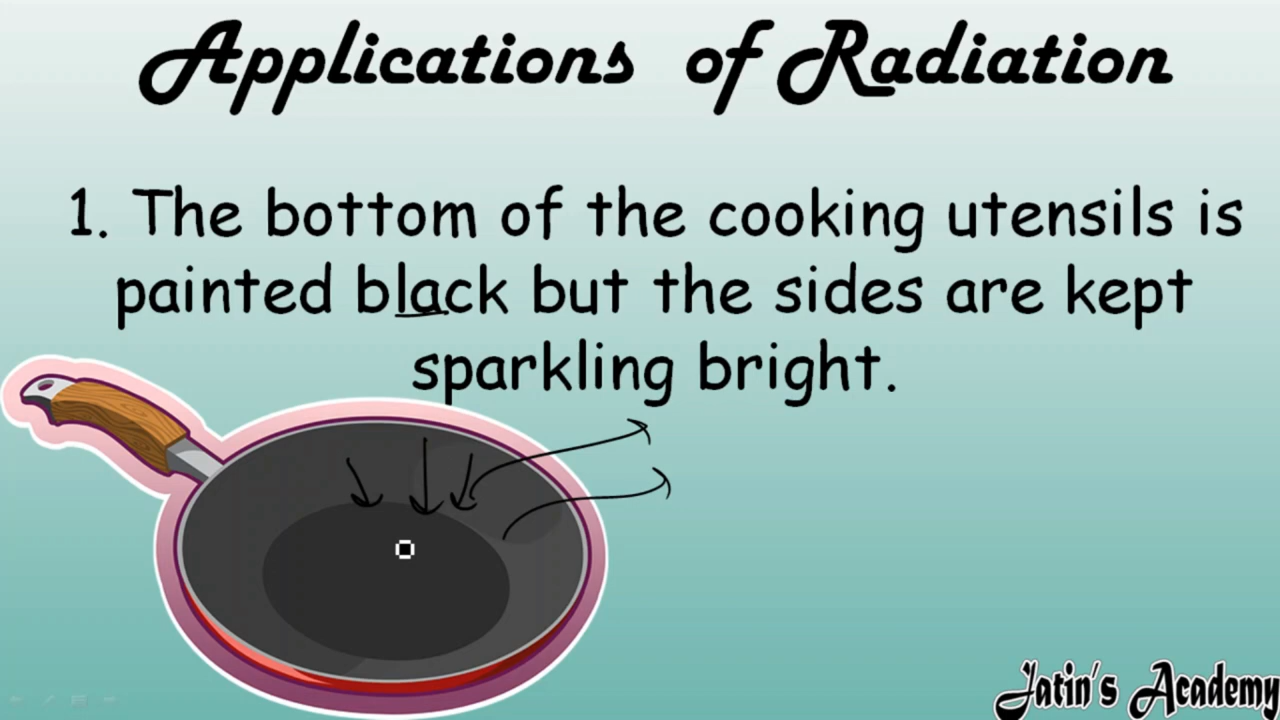 Applications of Radiation
1. The bottom of the cooking utensils is
painted black but the sides are kept
sparkling bright.
Jatin's Academy